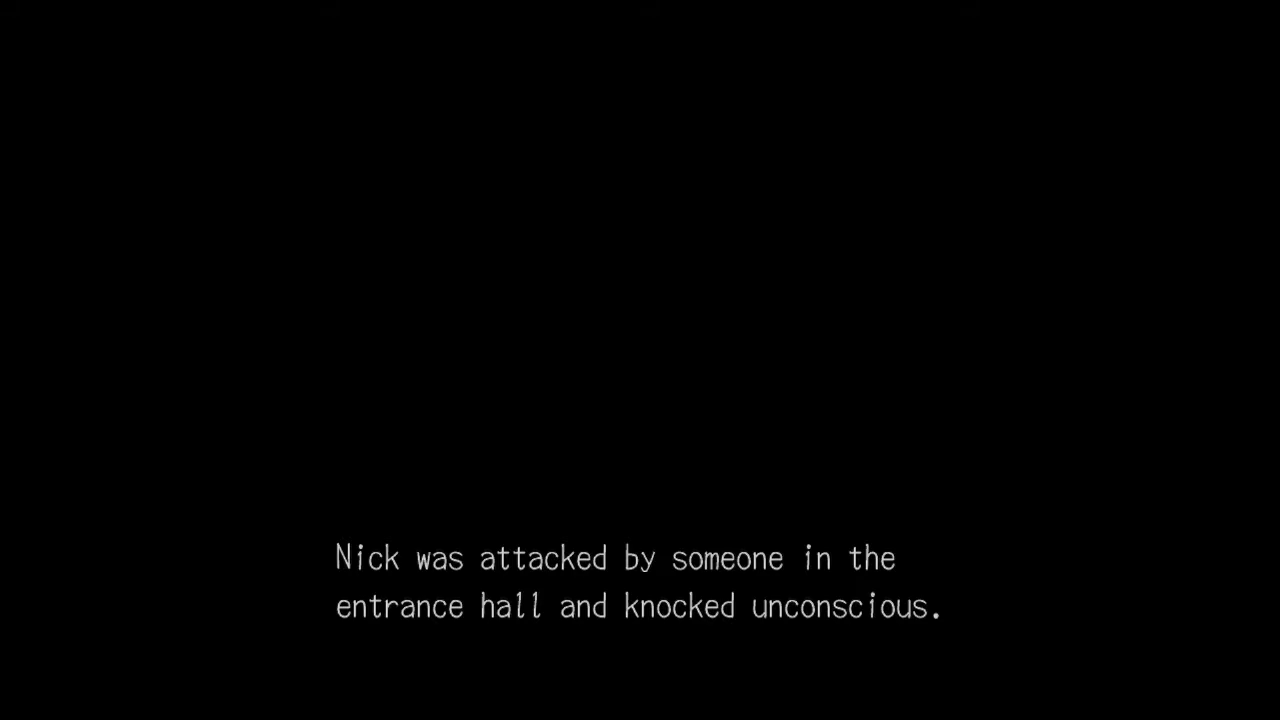 Nick was attacked by someone in the
entrance hall and knocked unconscious.